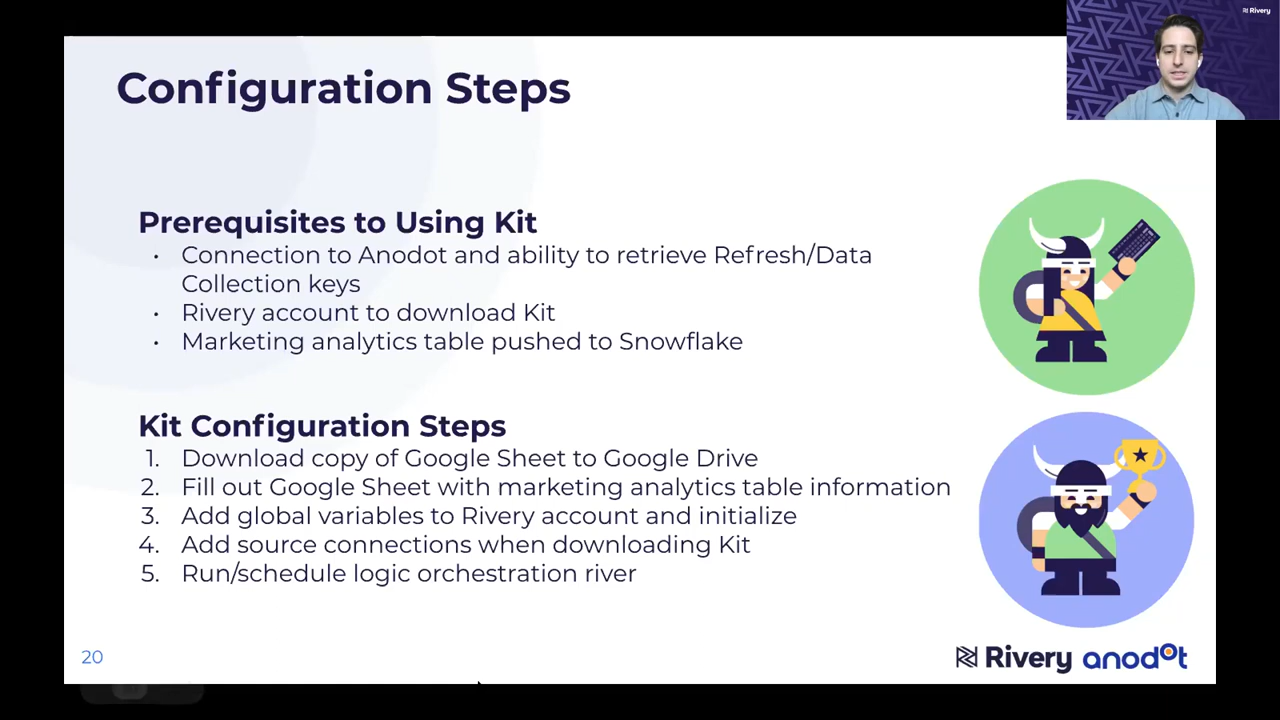 Rivery
Configuration Steps
Prerequisites to Using Kit
• Connection to Anodot and ability to retrieve Refresh/Data
Collection keys
• Rivery account to download Kit
• Marketing analytics table pushed to Snowflake
Kit Configuration Steps
1. Download copy of Google Sheet to Google Drive
2. Fill out Google Sheet with marketing analytics table information
3. Add global variables to Rivery account and initialize
4. Add source connections when downloading Kit
5. Run/schedule logic orchestration river
20
Rivery anodot